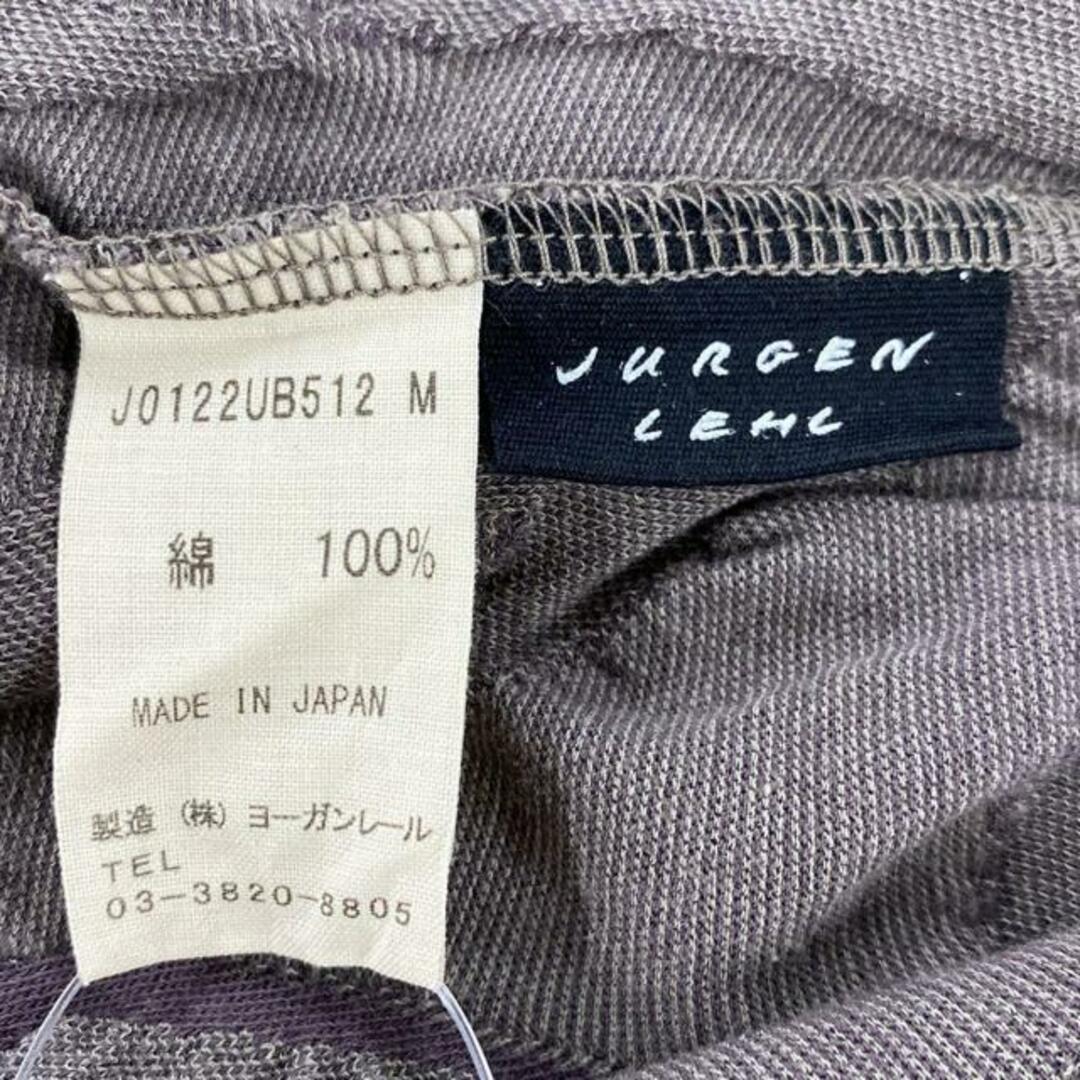 J0122UB512 M
綿 100%
MADE IN JAPAN
製造 (株) ヨーガンレール
TEL
03-3820-8805
JURGEN
LEHL